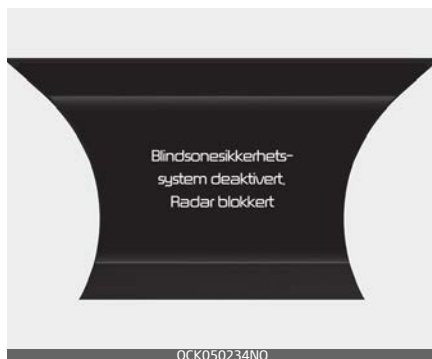 Blindsonesikkerhets-
system deaktivert.
Radar blokkert
OCK050234NO